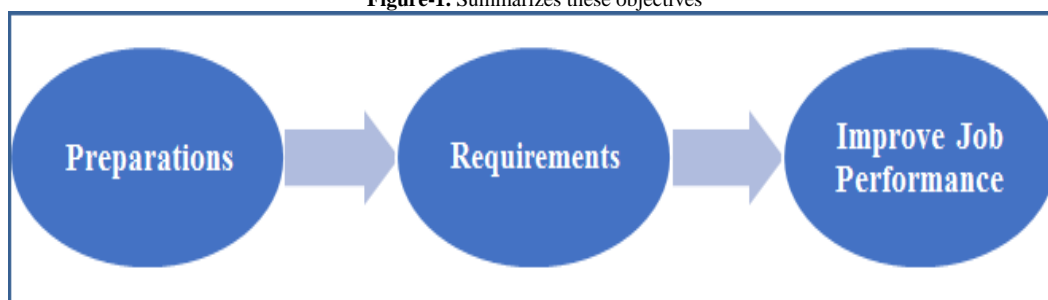 Figure-1. Summarizes these objectives
Preparations
Requirements
Improve Job
Performance